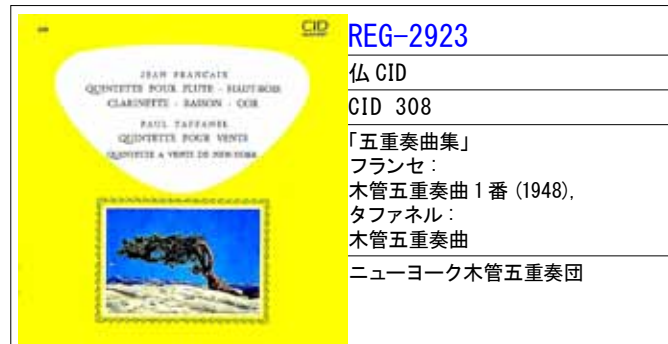 CID
JEAN FRANCAIX
QUINTETTE POUR FLUTE - HAUT-BOIS
CLARINETTE - BASSON - COR
PAUL TAFFANEL
QUINTETTE POUR VENTS
QUINTETTE A VENTS DE NEW-YORK
REG-2923
仏 CID
CID 308
「五重奏曲集」
フランセ:
木管五重奏曲 1 番 (1948),
タファネル:
木管五重奏曲
ニューヨーク木管五重奏団